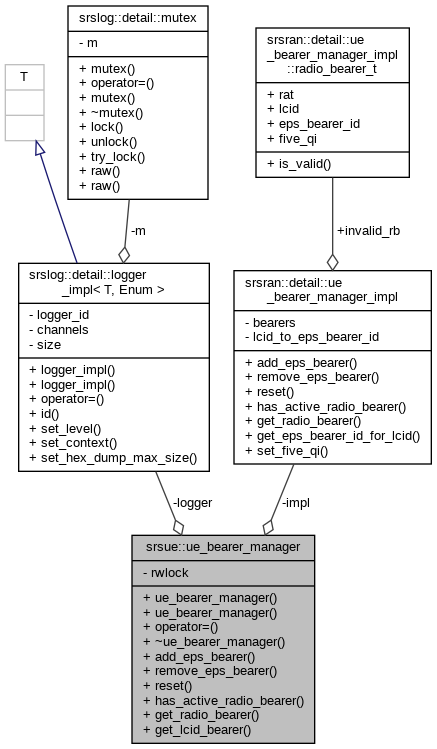 srslog::detail::mutex
- m
+ mutex()
+ operator=()
+ mutex()
+ ~mutex()
+ lock()
+ unlock()
+ try_lock()
+ raw()
+ raw()
srsran::detail::ue
_bearer_manager_impl
::radio_bearer_t
+ rat
+ lcid
+ eps_bearer_id
+ five_qi
+ is_valid()
T
-m
+invalid_rb
srslog::detail::logger
_impl< T, Enum >
- logger_id
- channels
- size
+ logger_impl()
+ logger_impl()
+ operator=()
+ id()
+ set_level()
+ set_context()
+ set_hex_dump_max_size()
srsran::detail::ue
_bearer_manager_impl
- bearers
- lcid_to_eps_bearer_id
+ add_eps_bearer()
+ remove_eps_bearer()
+ reset()
+ has_active_radio_bearer()
+ get_radio_bearer()
+ get_eps_bearer_id_for_lcid()
+ set_five_qi()
-logger
-impl
srsue::ue_bearer_manager
- rwlock
+ ue_bearer_manager()
+ ue_bearer_manager()
+ operator=()
+ ~ue_bearer_manager()
+ add_eps_bearer()
+ remove_eps_bearer()
+ reset()
+ has_active_radio_bearer()
+ get_radio_bearer()
+ get_lcid_bearer()